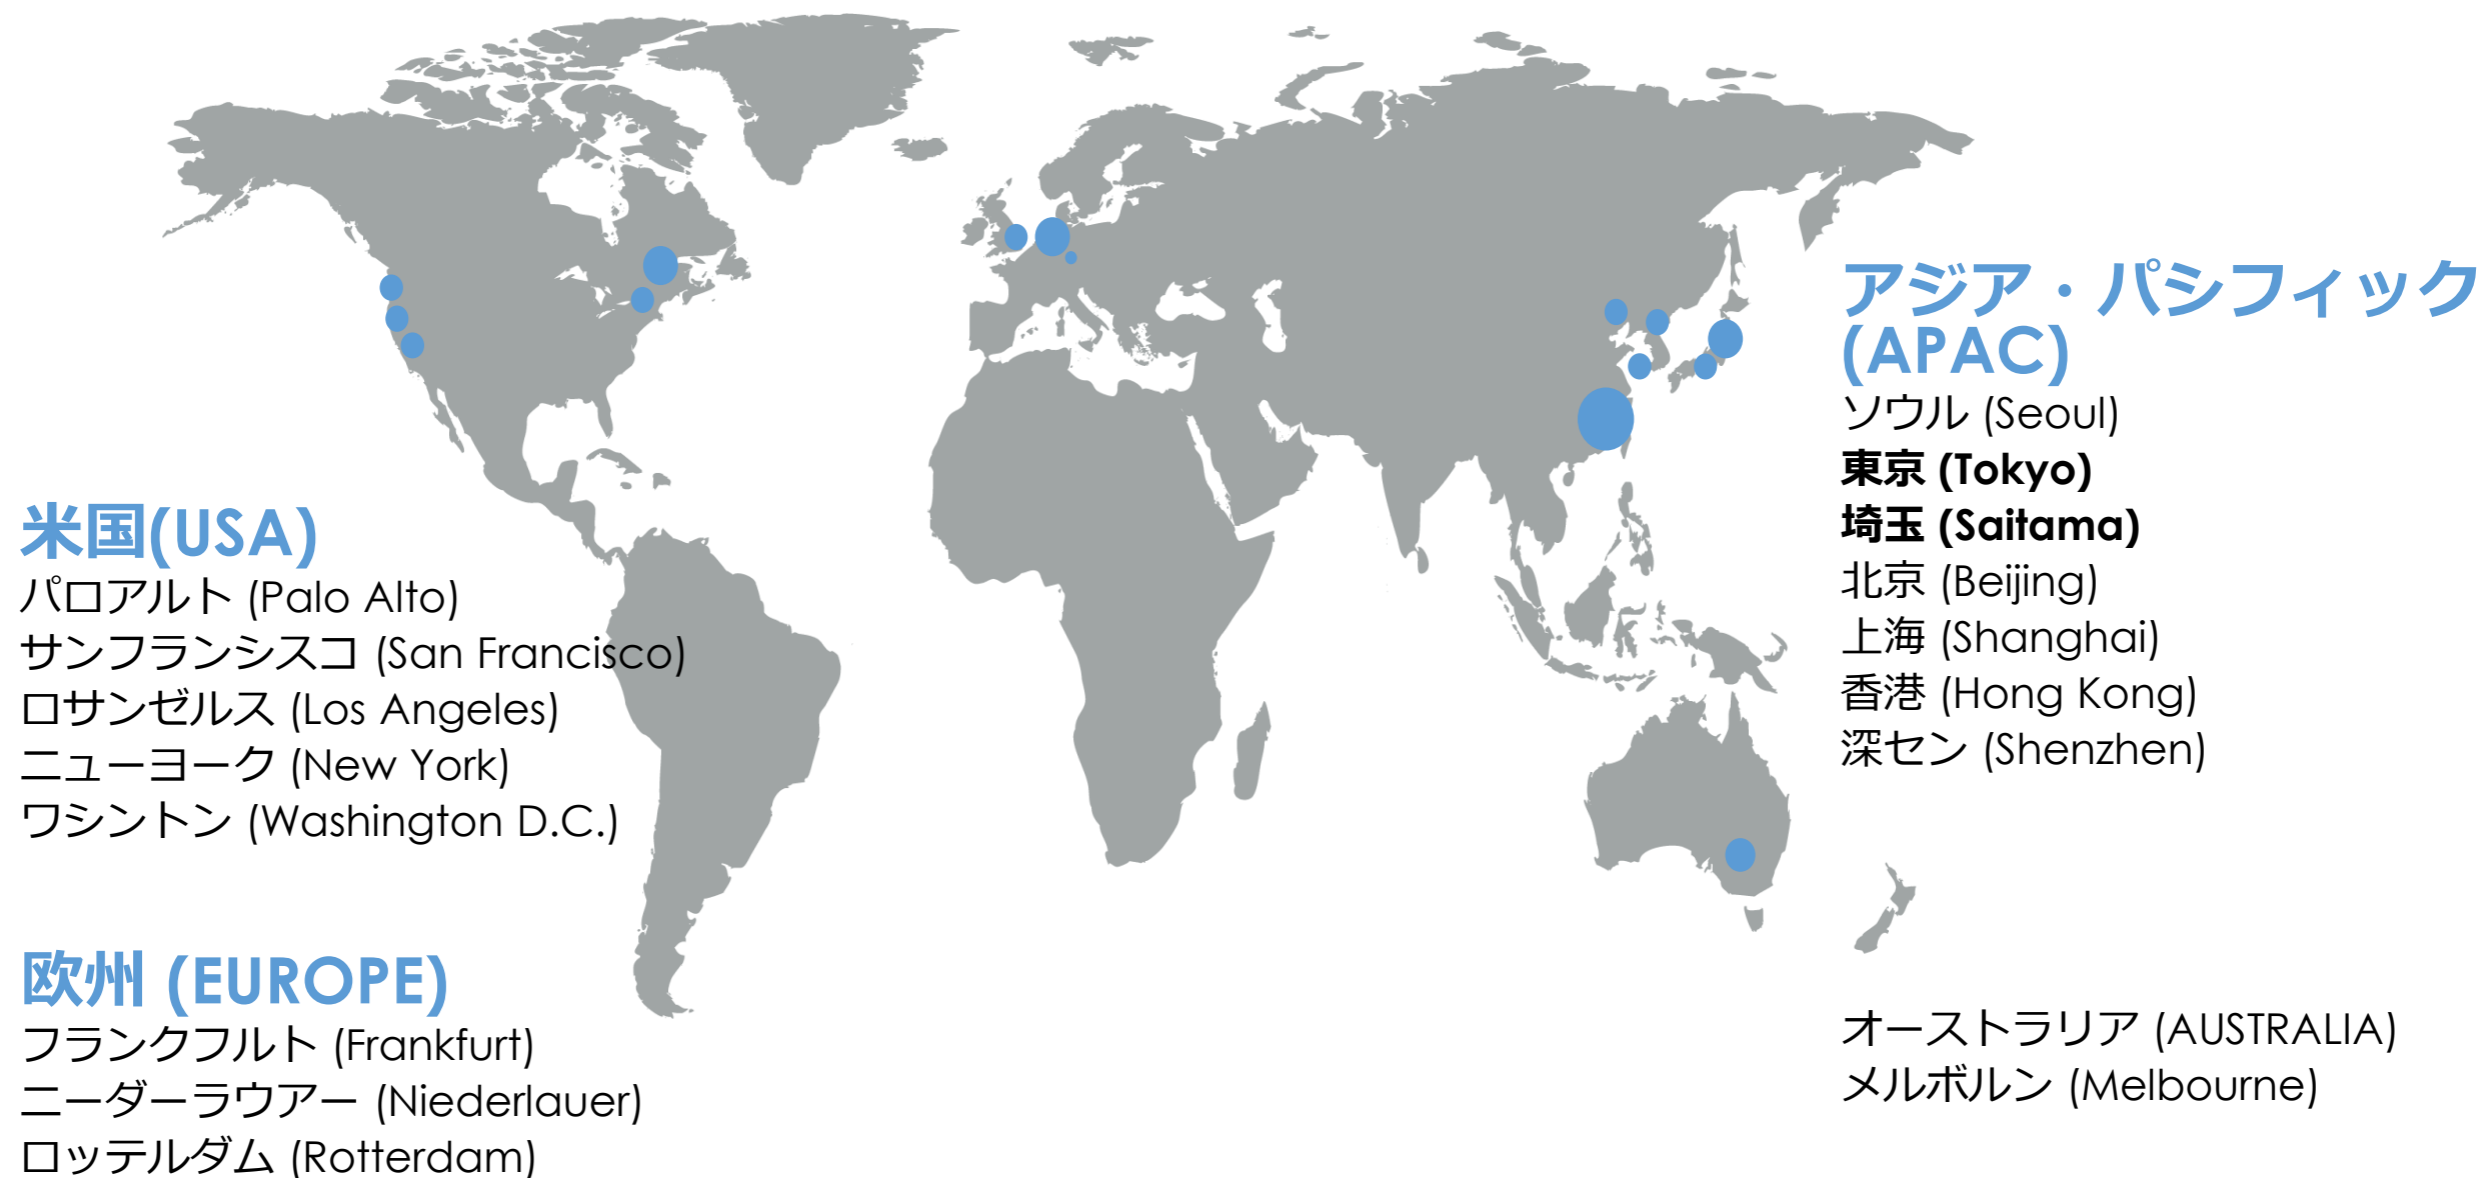 米国(USA)
パロアルト (Palo Alto)
サンフランシスコ (San Francisco)
ロサンゼルス (Los Angeles)
ニューヨーク (New York)
ワシントン (Washington D.C.)
欧州 (EUROPE)
フランクフルト (Frankfurt)
ニーダーラウアー (Niederlauer)
ロッテルダム (Rotterdam)
アジア・パシフィック
(APAC)
ソウル (Seoul)
東京 (Tokyo)
埼玉 (Saitama)
北京 (Beijing)
上海 (Shanghai)
香港 (Hong Kong)
深セン (Shenzhen)
オーストラリア (AUSTRALIA)
メルボルン (Melbourne)